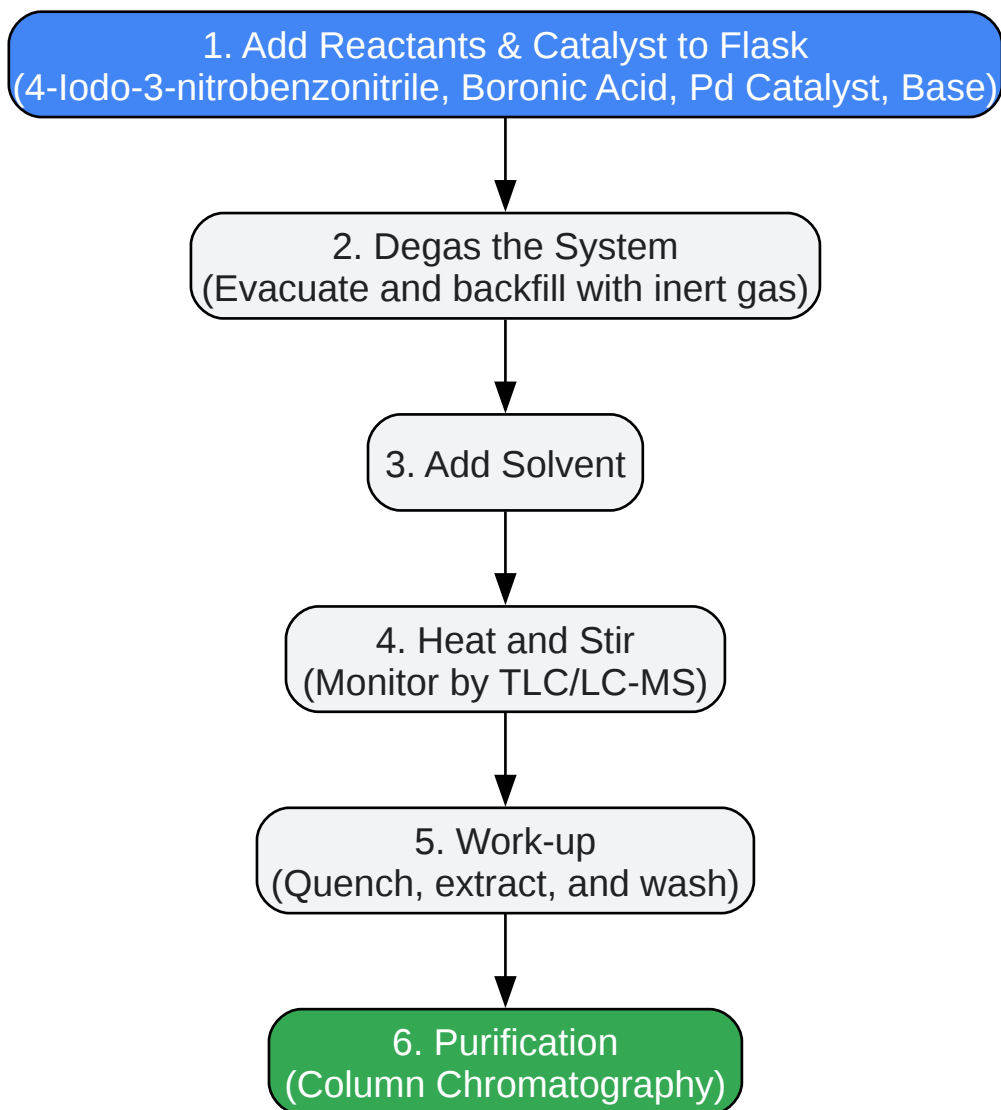 1. Add Reactants & Catalyst to Flask
(4-Iodo-3-nitrobenzonitrile, Boronic Acid, Pd Catalyst, Base)
2. Degas the System
(Evacuate and backfill with inert gas)
3. Add Solvent
4. Heat and Stir
(Monitor by TLC/LC-MS)
5. Work-up
(Quench, extract, and wash)
6. Purification
(Column Chromatography)